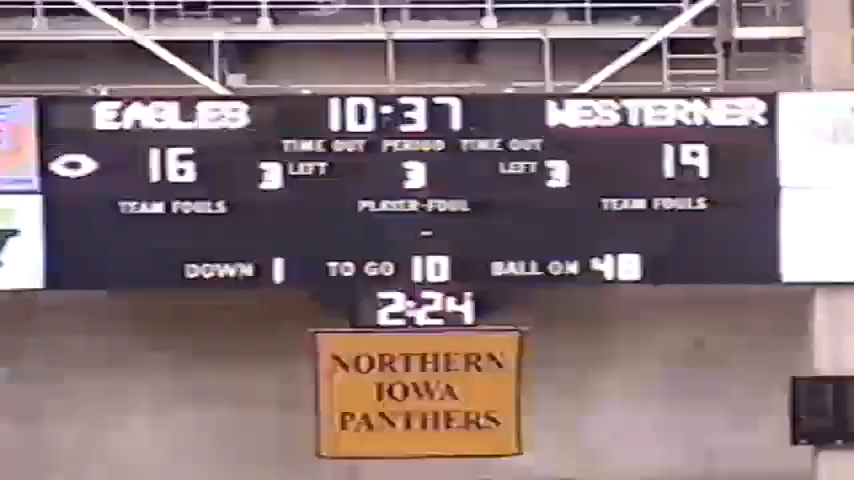 EAGLES 10:37 WESTERNER
TIME OUT PERIOD TIME OUT
16 3 LEFT 3 LEFT 3 19
TEAM FOULS PLAYER-FOUL TEAM FOULS
-
DOWN 1 TO GO 10 BALL ON 48
2:24
NORTHERN
IOWA
PANTHERS